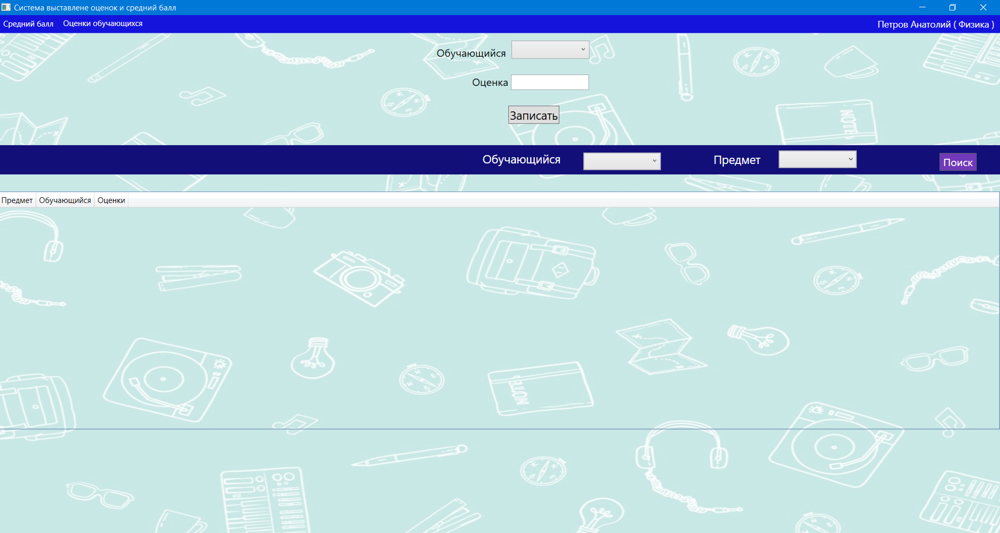 Система выставлене оценок и средний балл
Средний балл Оценки обучающихся Петров Анатолий ( Физика )
Обучающийся
Оценка
Записать
Обучающийся Предмет Поиск
Предмет Обучающийся Оценки